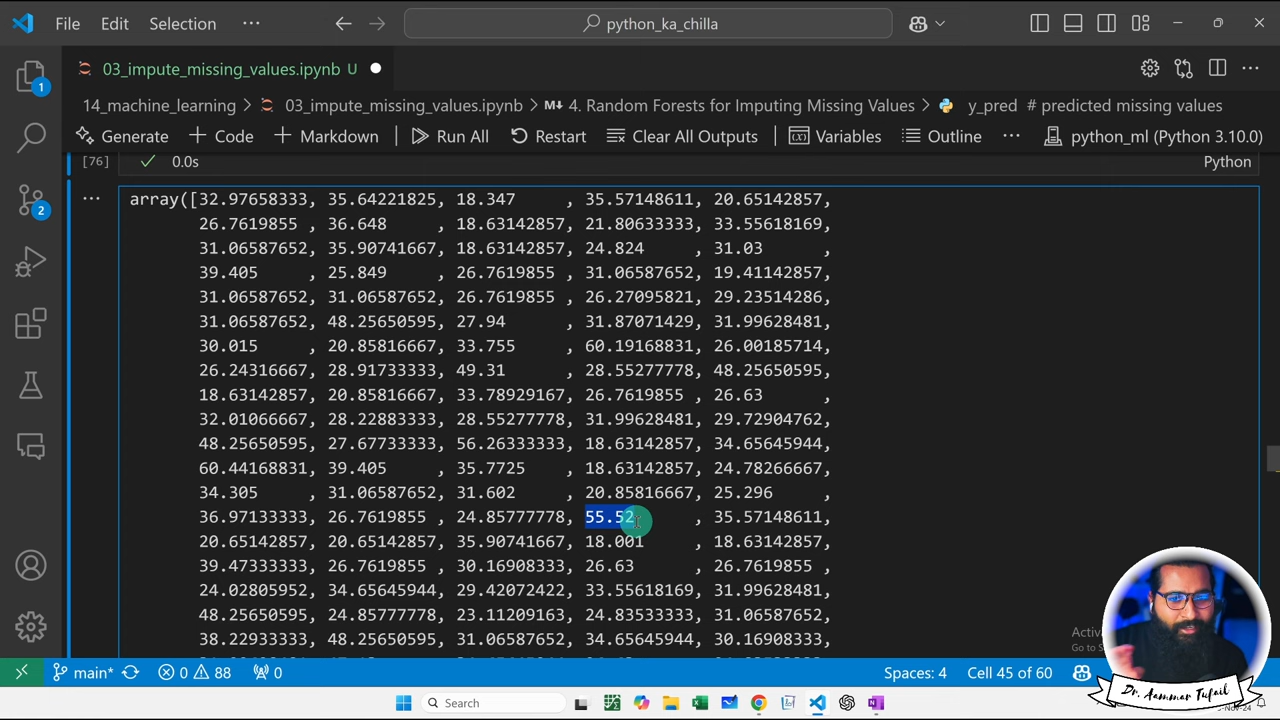 File Edit Selection ··· python_ka_chilla
03_impute_missing_values.ipynb U
14_machine_learning > 03_impute_missing_values.ipynb > 4. Random Forests for Imputing Missing Values > y_pred # predicted missing values
Generate + Code + Markdown Run All Restart Clear All Outputs Variables Outline ··· python_ml (Python 3.10.0)
[76] 0.0s Python
··· array([32.97658333, 35.64221825, 18.347 , 35.57148611, 20.65142857,
26.7619855 , 36.648 , 18.63142857, 21.80633333, 33.55618169,
31.06587652, 35.90741667, 18.63142857, 24.824 , 31.03 ,
39.405 , 25.849 , 26.7619855 , 31.06587652, 19.41142857,
31.06587652, 31.06587652, 26.7619855 , 26.27095821, 29.23514286,
31.06587652, 48.25650595, 27.94 , 31.87071429, 31.99628481,
30.015 , 20.85816667, 33.755 , 60.19168831, 26.00185714,
26.24316667, 28.91733333, 49.31 , 28.55277778, 48.25650595,
18.63142857, 20.85816667, 33.78929167, 26.7619855 , 26.63 ,
32.01066667, 28.22883333, 28.55277778, 31.99628481, 29.72904762,
48.25650595, 27.67733333, 56.26333333, 18.63142857, 34.65645944,
60.44168831, 39.405 , 35.7725 , 18.63142857, 24.78266667,
34.305 , 31.06587652, 31.602 , 20.85816667, 25.296 ,
36.97133333, 26.7619855 , 24.85777778, 55.52 , 35.57148611,
20.65142857, 20.65142857, 35.90741667, 18.001 , 18.63142857,
39.47333333, 26.7619855 , 30.16908333, 26.63 , 26.7619855 ,
24.02805952, 34.65645944, 29.42072422, 33.55618169, 31.99628481,
48.25650595, 24.85777778, 23.11209163, 24.83533333, 31.06587652,
38.22933333, 48.25650595, 31.06587652, 34.65645944, 30.16908333,
1
2
Dr. Aammar Tufail
main* 0 88 0 Spaces: 4 Cell 45 of 60
Search